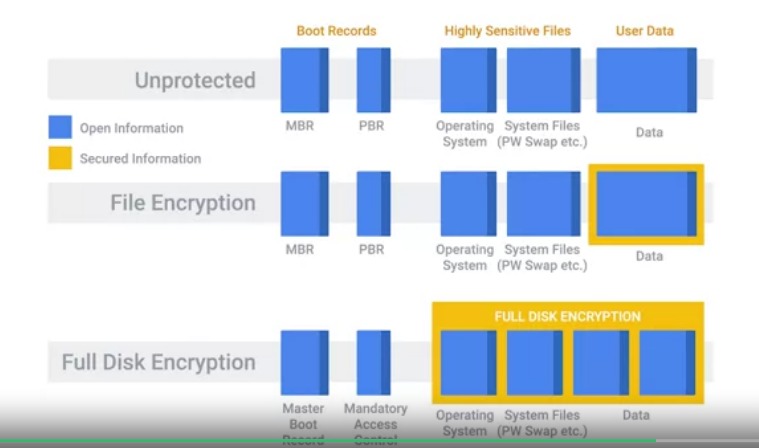 Boot Records
Highly Sensitive Files
User Data
Unprotected
MBR
PBR
Operating
System
System Files
(PW Swap etc.)
Data
Open Information
Secured Information
File Encryption
MBR
PBR
Operating
System
System Files
(PW Swap etc.)
Data
FULL DISK ENCRYPTION
Full Disk Encryption
Master
Boot
Record
Mandatory
Access
Control
Operating
System
System Files
(PW Swap etc.)
Data